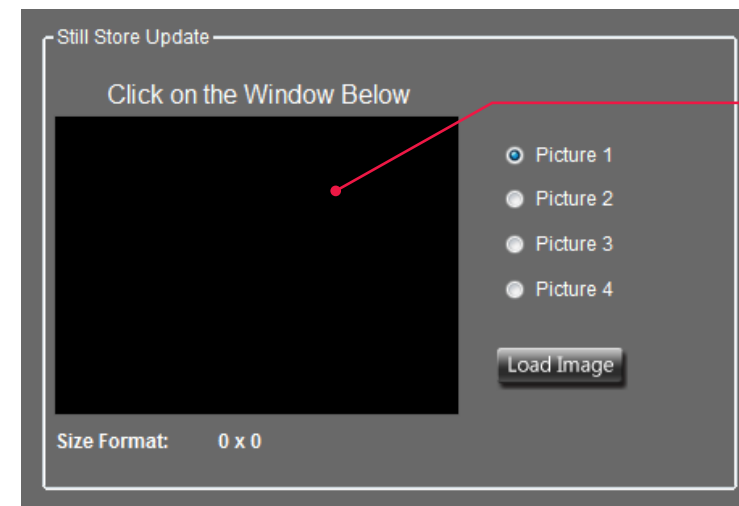 Still Store Update
Click on the Window Below
Picture 1
Picture 2
Picture 3
Picture 4
Load Image
Size Format: 0 x 0